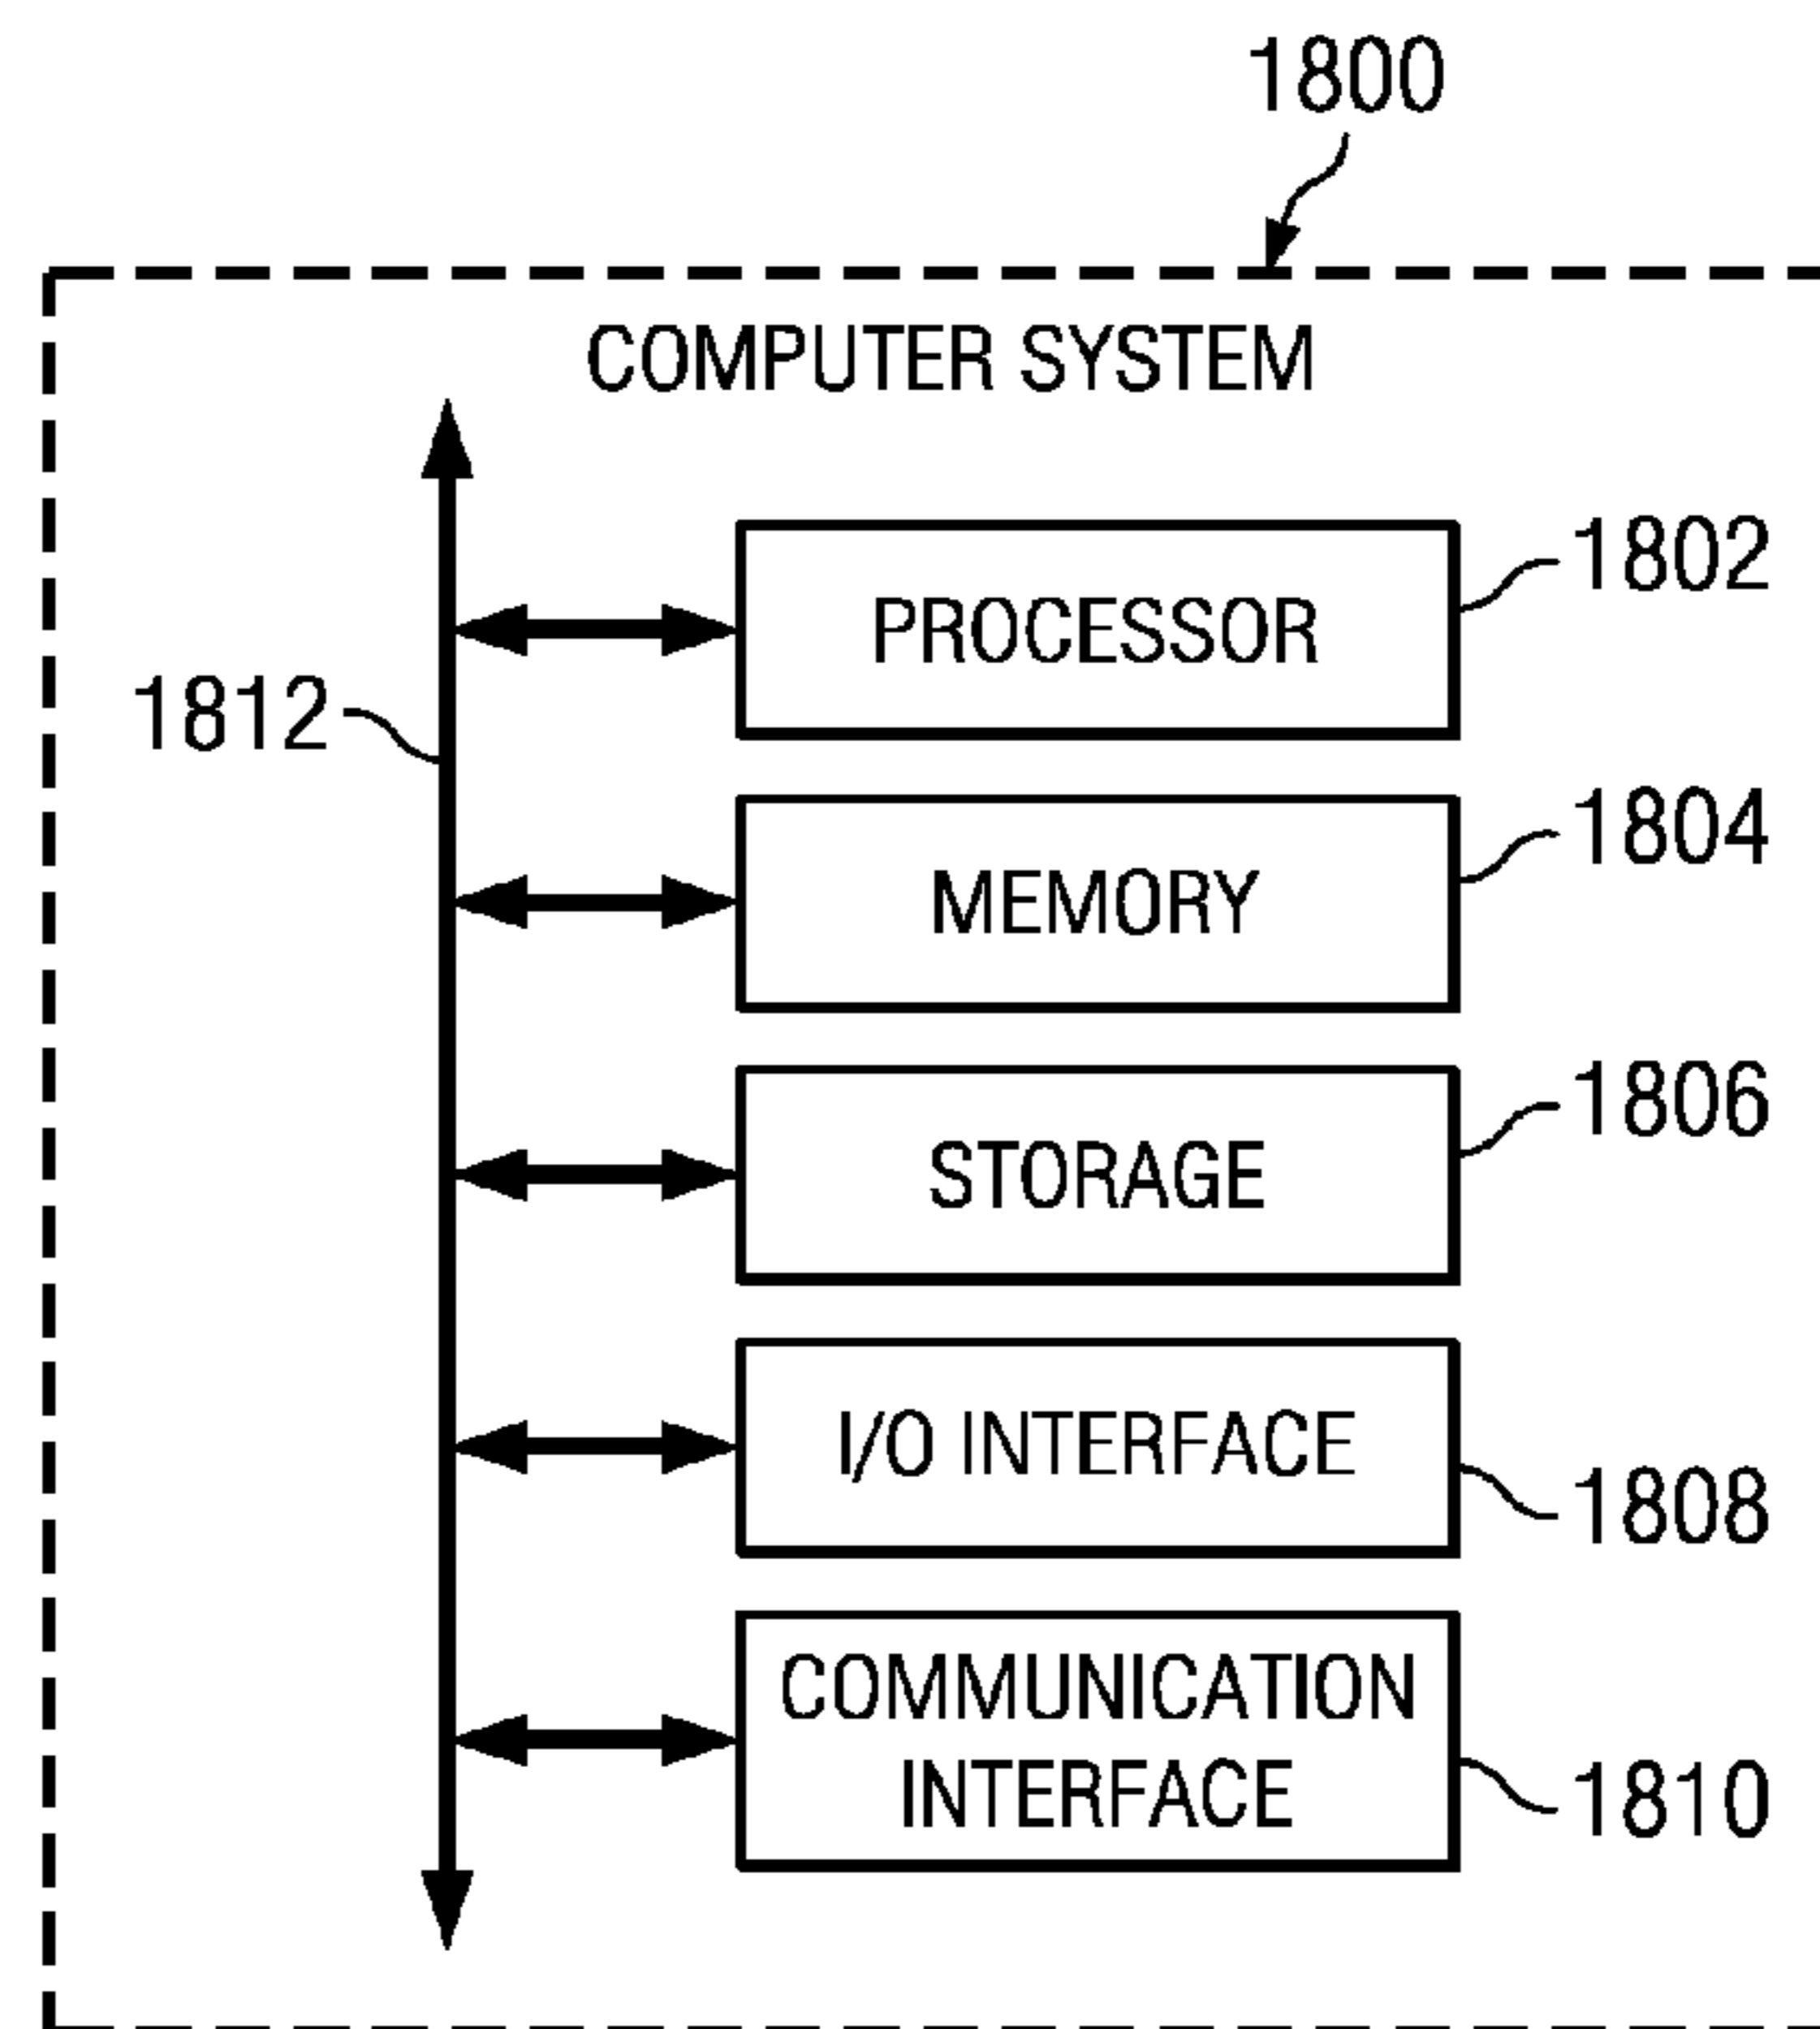 1800
COMPUTER SYSTEM
PROCESSOR
1802
1812
MEMORY
1804
STORAGE
1806
I/O INTERFACE
1808
COMMUNICATION
INTERFACE
1810